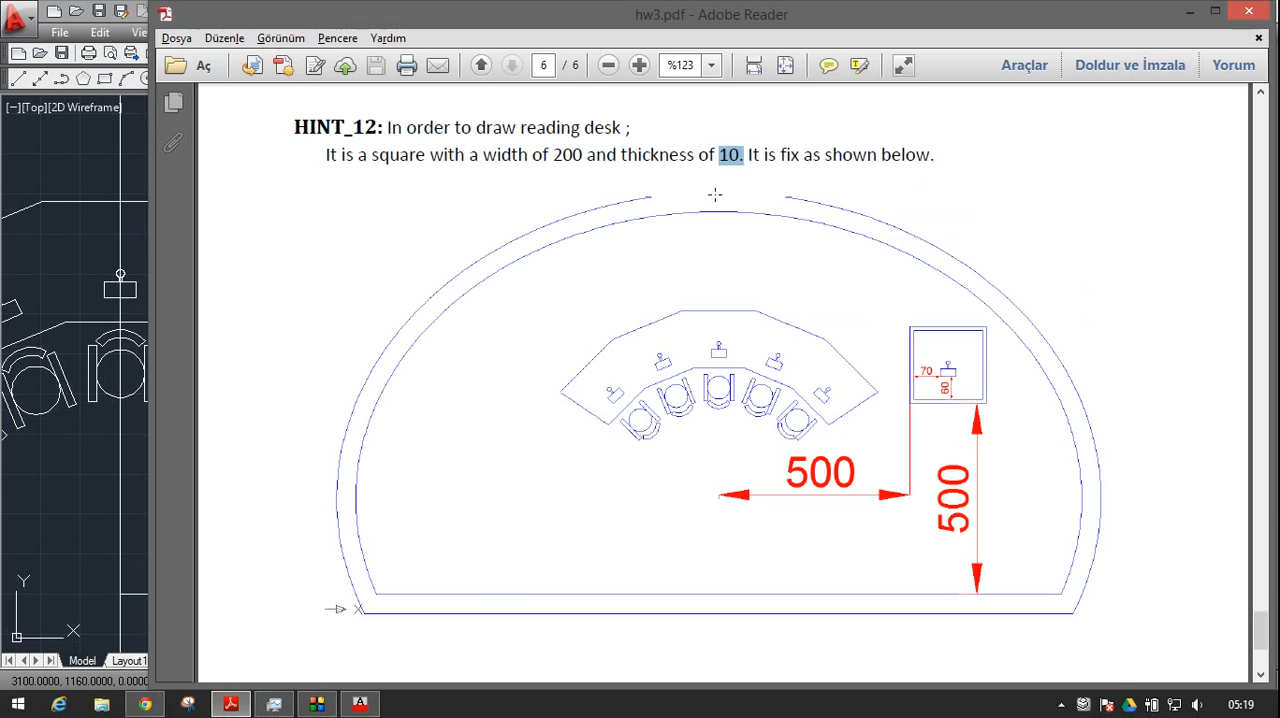 hw3.pdf - Adobe Reader
File Edit
Dosya Düzenle Görünüm Pencere Yardım
Aç 6 / 6 %123 Araçlar Doldur ve İmzala Yorum
[−][Top][2D Wireframe]
HINT_12: In order to draw reading desk ;
It is a square with a width of 200 and thickness of 10. It is fix as shown below.
70
60
500
500
X
Y
X
Model Layout1
3100.0000, 1160.0000, 0.0000
05:19